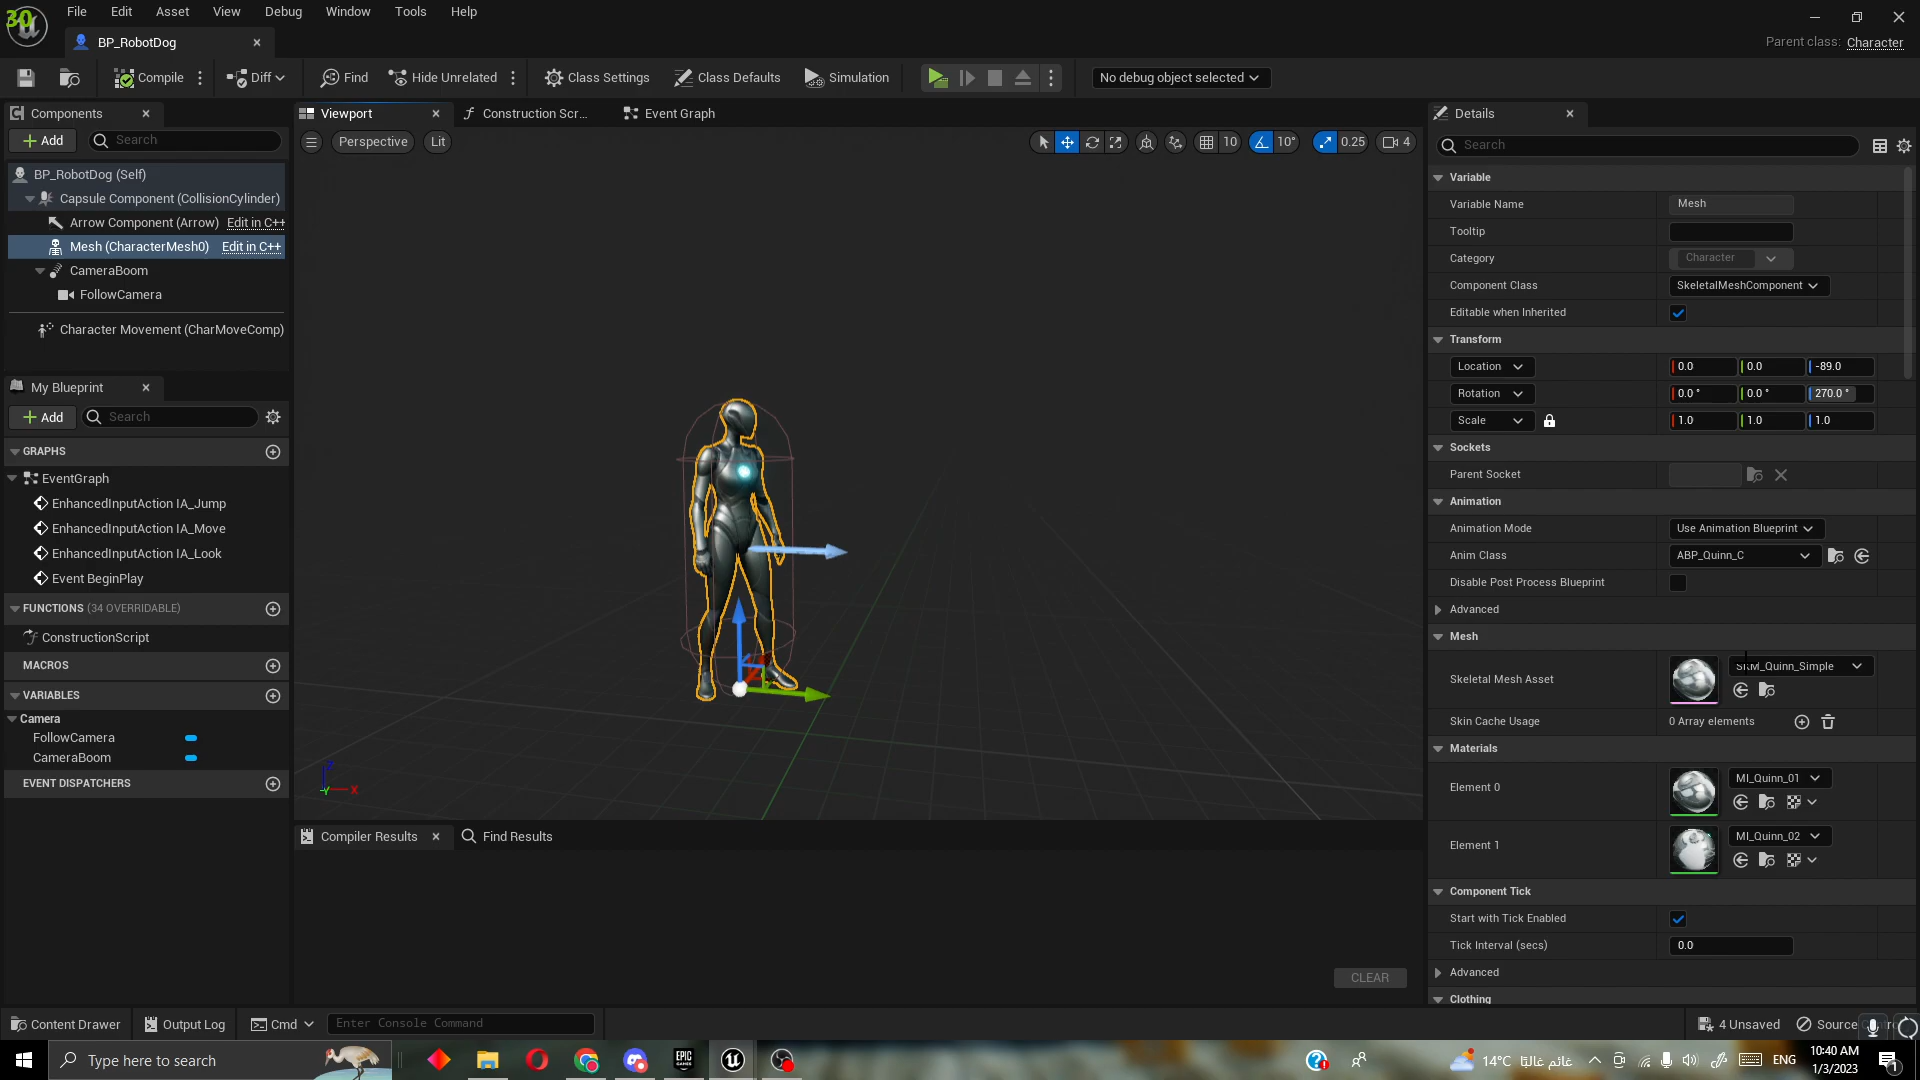 30
File Edit Asset View Debug Window Tools Help
BP_RobotDog
Parent class: Character
Compile Diff Find Hide Unrelated Class Settings Class Defaults Simulation No debug object selected
Components
Add Search
BP_RobotDog (Self)
Capsule Component (CollisionCylinder)
Arrow Component (Arrow) Edit in C++
Mesh (CharacterMesh0) Edit in C++
CameraBoom
FollowCamera
Character Movement (CharMoveComp)
My Blueprint
Add Search
GRAPHS
EventGraph
EnhancedInputAction IA_Jump
EnhancedInputAction IA_Move
EnhancedInputAction IA_Look
Event BeginPlay
FUNCTIONS (34 OVERRIDABLE)
ConstructionScript
MACROS
VARIABLES
Camera
FollowCamera
CameraBoom
EVENT DISPATCHERS
Viewport Construction Scr... Event Graph
Perspective Lit 10 10° 0.25 4
Z
X
Y
Compiler Results Find Results
CLEAR
Details
Search
Variable
Variable Name Mesh
Tooltip
Category Character
Component Class SkeletalMeshComponent
Editable when Inherited
Transform
Location 0.0 0.0 -89.0
Rotation 0.0 ° 0.0 ° 270.0 °
Scale 1.0 1.0 1.0
Sockets
Parent Socket
Animation
Animation Mode Use Animation Blueprint
Anim Class ABP_Quinn_C
Disable Post Process Blueprint
Advanced
Mesh
Skeletal Mesh Asset SKM_Quinn_Simple
Skin Cache Usage 0 Array elements
Materials
Element 0 MI_Quinn_01
Element 1 MI_Quinn_02
Component Tick
Start with Tick Enabled
Tick Interval (secs) 0.0
Advanced
Clothing
Content Drawer Output Log Cmd Enter Console Command 4 Unsaved Source
Type here to search EPIC GAMES 14°C غائم غالبًا ENG 10:40 AM
1/3/2023
1